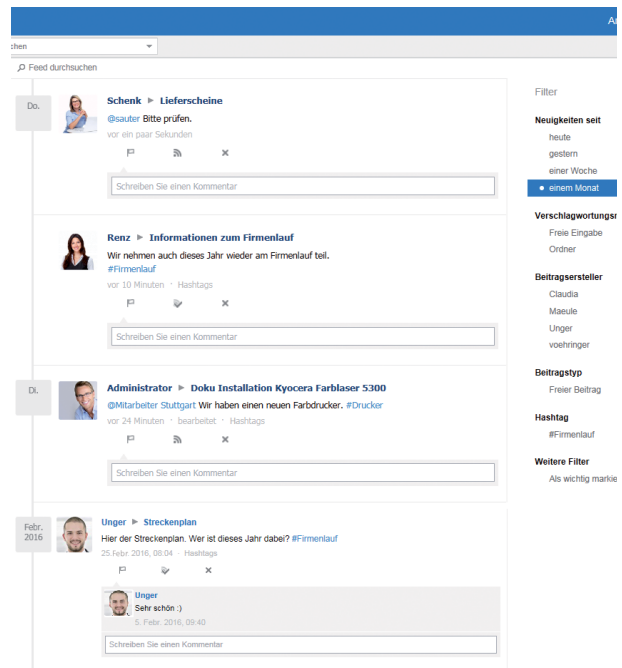 Feed durchsuchen
Do.
Schenk ▶ Lieferscheine
@sauter Bitte prüfen.
vor ein paar Sekunden
Schreiben Sie einen Kommentar
Renz ▶ Informationen zum Firmenlauf
Wir nehmen auch dieses Jahr wieder am Firmenlauf teil.
#Firmenlauf
vor 10 Minuten · Hashtags
Schreiben Sie einen Kommentar
Di.
Administrator ▶ Doku Installation Kyocera Farblaser 5300
@Mitarbeiter Stuttgart Wir haben einen neuen Farbdrucker. #Drucker
vor 24 Minuten · bearbeitet · Hashtags
Schreiben Sie einen Kommentar
Febr.
2016
Unger ▶ Streckenplan
Hier der Streckenplan. Wer ist dieses Jahr dabei? #Firmenlauf
25.Febr. 2016, 08:04 · Hashtags
Unger
Sehr schön :)
5. Febr. 2016, 09:40
Schreiben Sie einen Kommentar
Filter
Neuigkeiten seit
heute
gestern
einer Woche
einem Monat
Freie Eingabe
Ordner
Beitragsersteller
Claudia
Maeule
Unger
voehringer
Beitragstyp
Freier Beitrag
Hashtag
#Firmenlauf
Weitere Filter
Als wichtig markie